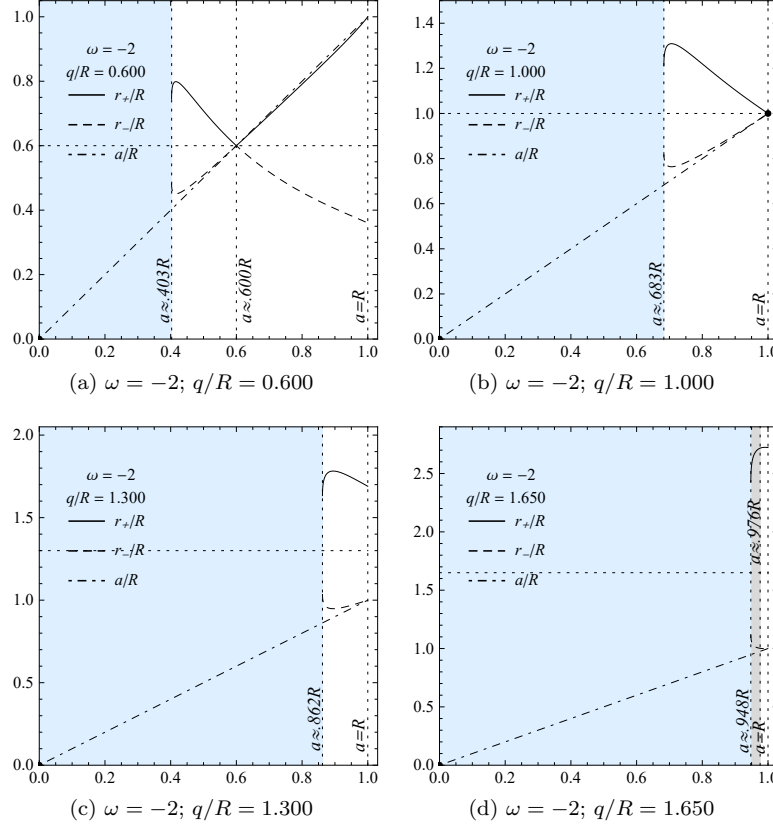 1.0
0.8
0.6
0.4
0.2
0.0
0.0 0.2 0.4 0.6 0.8 1.0
ω = −2
q/R = 0.600
r₊/R
r₋/R
a/R
a≈.403R
a≈.600R
a=R
(a) ω = −2; q/R = 0.600
1.4
1.2
1.0
0.8
0.6
0.4
0.2
0.0
0.0 0.2 0.4 0.6 0.8 1.0
ω = −2
q/R = 1.000
r₊/R
r₋/R
a/R
a≈.683R
a=R
(b) ω = −2; q/R = 1.000
2.0
1.5
1.0
0.5
0.0
0.0 0.2 0.4 0.6 0.8 1.0
ω = −2
q/R = 1.300
r₊/R
r₋/R
a/R
a≈.862R
a=R
(c) ω = −2; q/R = 1.300
2.5
2.0
1.5
1.0
0.5
0.0
0.0 0.2 0.4 0.6 0.8 1.0
ω = −2
q/R = 1.650
r₊/R
r₋/R
a/R
a≈.948R
a≈.976R
a=R
(d) ω = −2; q/R = 1.650